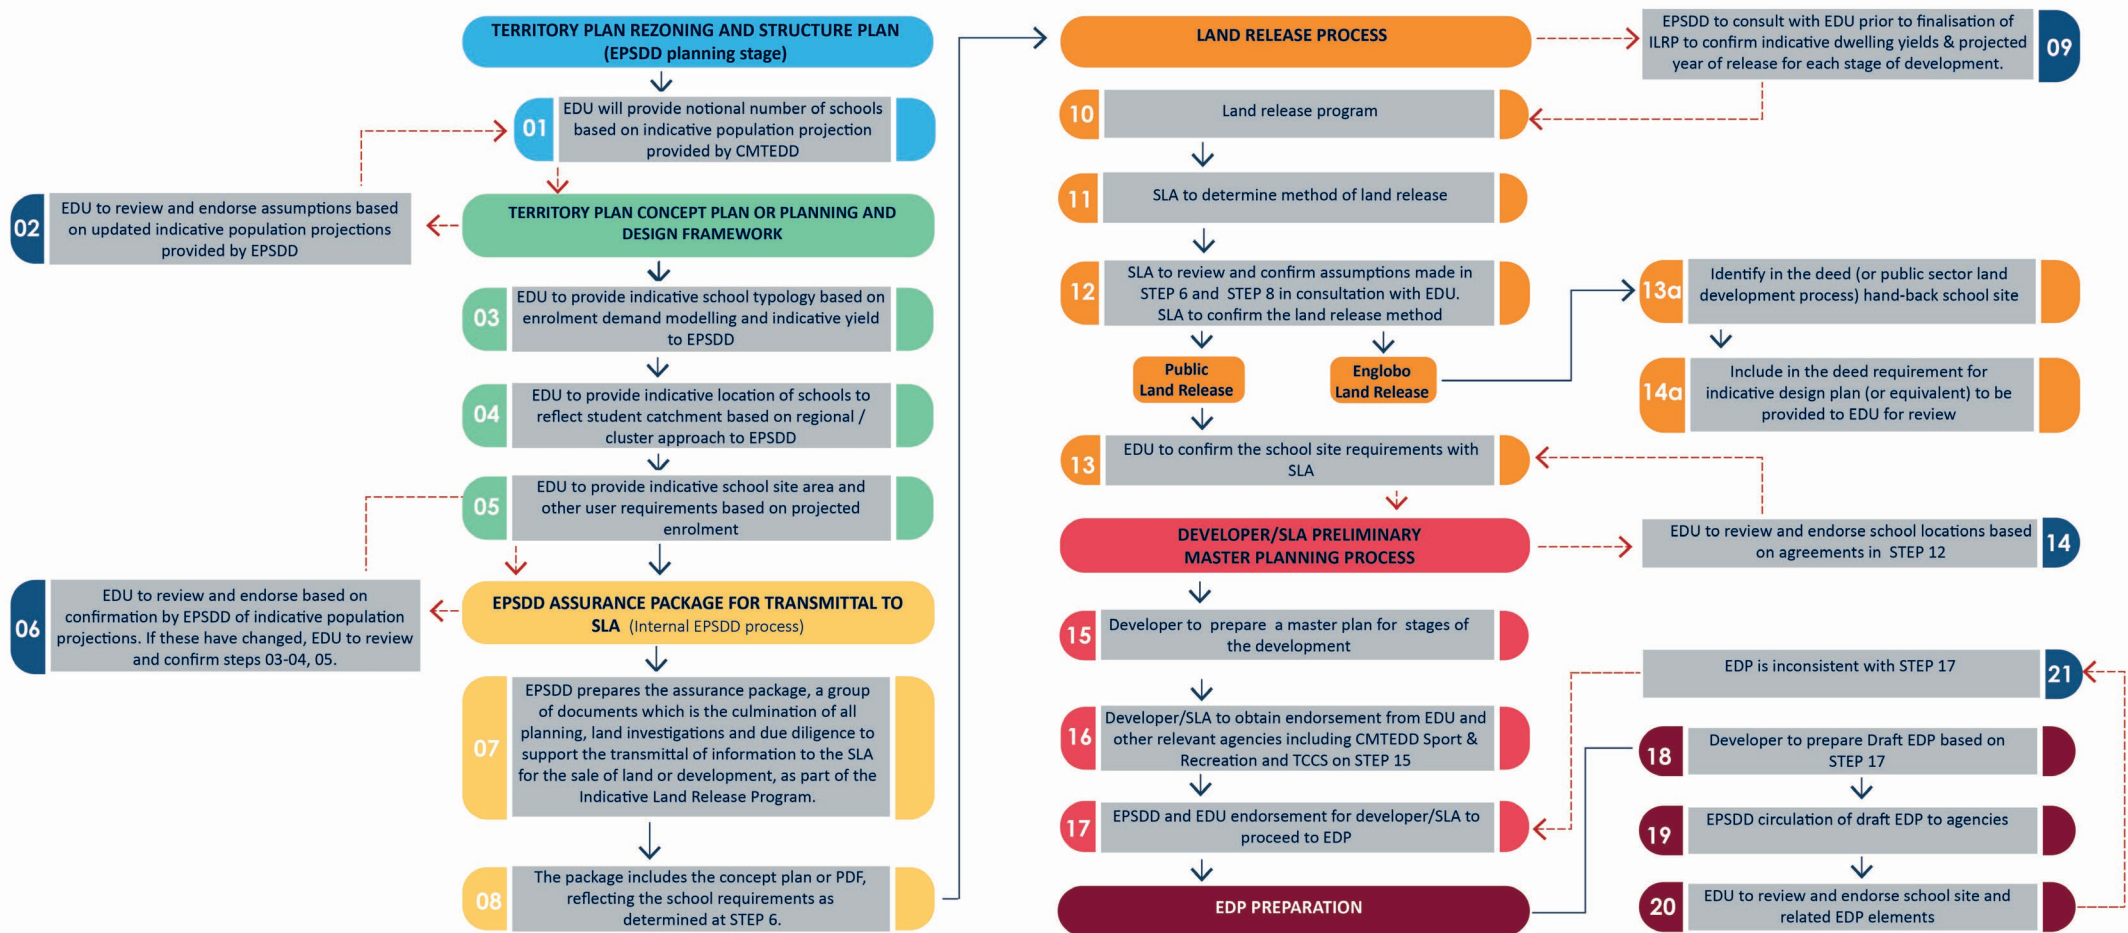 TERRITORY PLAN REZONING AND STRUCTURE PLAN
(EPSDD planning stage)
01
EDU will provide notional number of schools
based on indicative population projection
provided by CMTEDD
02
EDU to review and endorse assumptions based
on updated indicative population projections
provided by EPSDD
TERRITORY PLAN CONCEPT PLAN OR PLANNING AND
DESIGN FRAMEWORK
03
EDU to provide indicative school typology based on
enrolment demand modelling and indicative yield
to EPSDD
04
EDU to provide indicative location of schools to
reflect student catchment based on regional /
cluster approach to EPSDD
05
EDU to provide indicative school site area and
other user requirements based on projected
enrolment
06
EDU to review and endorse based on
confirmation by EPSDD of indicative population
projections. If these have changed, EDU to review
and confirm steps 03-04, 05.
EPSDD ASSURANCE PACKAGE FOR TRANSMITTAL TO
SLA (Internal EPSDD process)
07
EPSDD prepares the assurance package, a group
of documents which is the culmination of all
planning, land investigations and due diligence to
support the transmittal of information to the SLA
for the sale of land or development, as part of the
Indicative Land Release Program.
08
The package includes the concept plan or PDF,
reflecting the school requirements as
determined at STEP 6.
LAND RELEASE PROCESS
EPSDD to consult with EDU prior to finalisation of
ILRP to confirm indicative dwelling yields & projected
year of release for each stage of development.
09
10
Land release program
11
SLA to determine method of land release
12
SLA to review and confirm assumptions made in
STEP 6 and STEP 8 in consultation with EDU.
SLA to confirm the land release method
Public
Land Release
Englobo
Land Release
13a
Identify in the deed (or public sector land
development process) hand-back school site
14a
Include in the deed requirement for
indicative design plan (or equivalent) to be
provided to EDU for review
13
EDU to confirm the school site requirements with
SLA
DEVELOPER/SLA PRELIMINARY
MASTER PLANNING PROCESS
EDU to review and endorse school locations based
on agreements in STEP 12
14
15
Developer to prepare a master plan for stages of
the development
16
Developer/SLA to obtain endorsement from EDU and
other relevant agencies including CMTEDD Sport &
Recreation and TCCS on STEP 15
17
EPSDD and EDU endorsement for developer/SLA to
proceed to EDP
EDP PREPARATION
EDP is inconsistent with STEP 17
21
18
Developer to prepare Draft EDP based on
STEP 17
19
EPSDD circulation of draft EDP to agencies
20
EDU to review and endorse school site and
related EDP elements